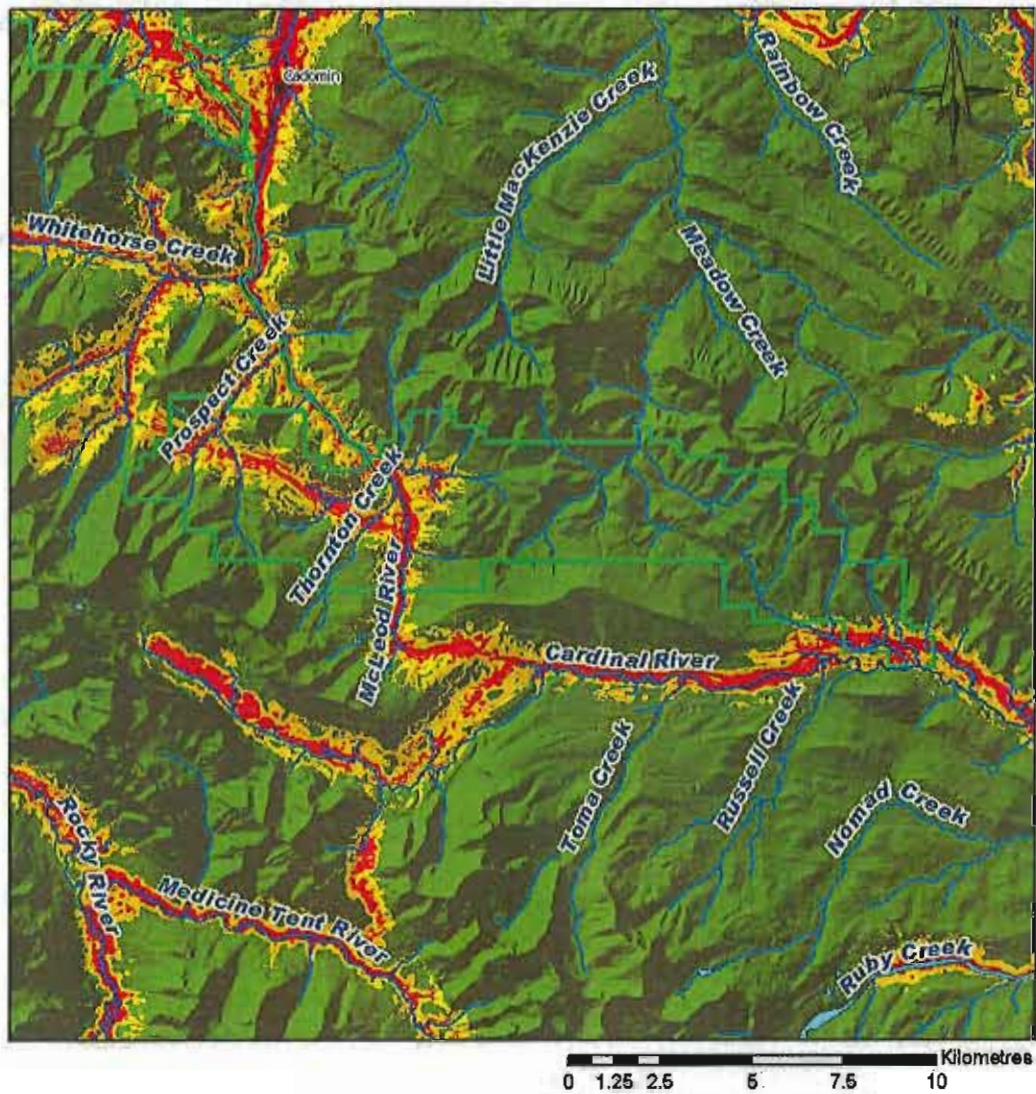 Cadomin
N
W
E
Rainbow Creek
Little MacKenzie Creek
Whitehorse Creek
Meadow Creek
Prospect Creek
Thornton Creek
McLeod River
Cardinal River
Toma Creek
Russell Creek
Nomad Creek
Rocky River
Medicine Tent River
Ruby Creek
Kilometres
0 1.25 2.5 5 7.5 10